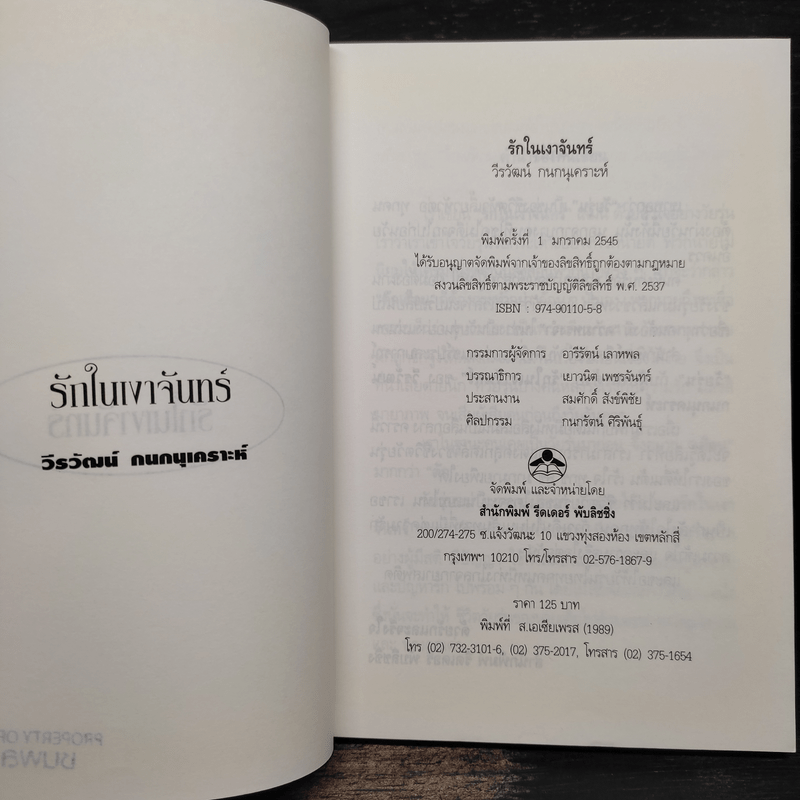 รักในเงาจันทร์
วีรวัฒน์ กนกนุเคราะห์
PROPERTY OF
รักในเงาจันทร์
วีรวัฒน์ กนกนุเคราะห์
พิมพ์ครั้งที่ 1 มกราคม 2545
ได้รับอนุญาตจัดพิมพ์จากเจ้าของลิขสิทธิ์ถูกต้องตามกฎหมาย
สงวนลิขสิทธิ์ตามพระราชบัญญัติลิขสิทธิ์ พ.ศ. 2537
ISBN : 974-90110-5-8
กรรมการผู้จัดการ อารีรัตน์ เลาหพล
บรรณาธิการ เยาวนิต เพชรจันทร์
ประสานงาน สมศักดิ์ สังข์พิชัย
ศิลปกรรม กนกรัตน์ ศิริพันธุ์
จัดพิมพ์ และจำหน่ายโดย
สำนักพิมพ์ รีดเดอร์ พับลิชชิ่ง
200/274-275 ซ.แจ้งวัฒนะ 10 แขวงทุ่งสองห้อง เขตหลักสี่
กรุงเทพฯ 10210 โทร/โทรสาร 02-576-1867-9
ราคา 125 บาท
พิมพ์ที่ ส.เอเซียเพรส (1989)
โทร (02) 732-3101-6, (02) 375-2017, โทรสาร (02) 375-1654